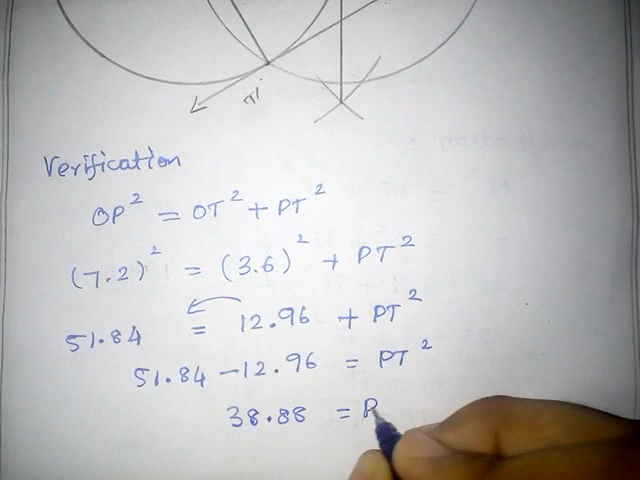 T'
Verification
OP² = OT² + PT²
(7.2)² = (3.6)² + PT²
51.84 = 12.96 + PT²
51.84 – 12.96 = PT²
38.88 = P